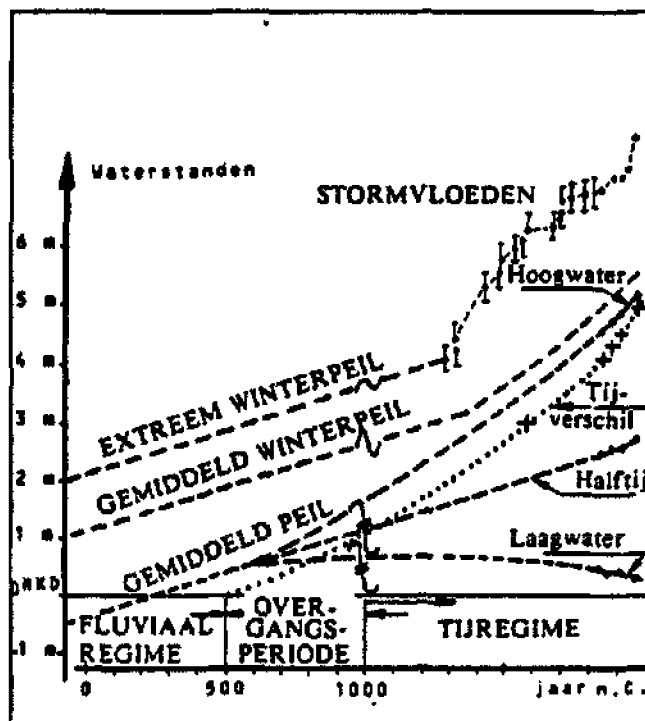 Waterstanden
STORMVLOEDEN
6 m.
Hoogwater
5 m.
4 m.
EXTREEM WINTERPEIL
3 m.
Tij-
verschil
GEMIDDELD WINTERPEIL
2 m.
Halftij
1 m.
GEMIDDELD PEIL
Laagwater
NKD
OVER-
GANGS-
PERIODE
FLUVIAAL
REGIME
TIJREGIME
-1 m.
0
500
1000
jaar n.C.